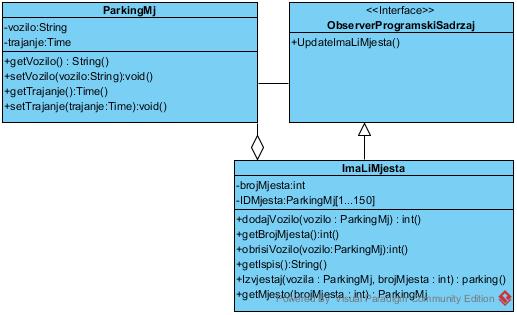 ParkingMj
-vozilo:String
-trajanje:Time
+getVozilo() : String()
+setVozilo(vozilo:String):void()
+getTrajanje():Time()
+setTrajanje(trajanje:Time):void()
<<Interface>>
ObserverProgramskiSadrzaj
+UpdateImaLiMjesta()
ImaLiMjesta
-brojMjesta:int
-IDMjesta:ParkingMj[1...150]
+dodajVozilo(vozilo : ParkingMj) : int()
+getBrojMjesta():int()
+obrisiVozilo(vozilo:ParkingMj):int()
+getIspis():String()
+Izvjestaj(vozila : ParkingMj, brojMjesta : int) : parking()
+getMjesto(brojMjesta : int) : ParkingMj
Powered By Visual Paradigm Community Edition